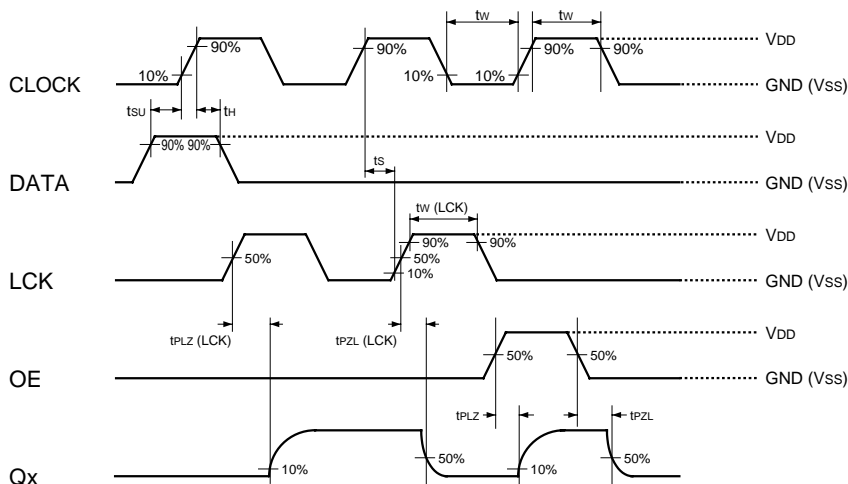 tw tw
90% 90% 90% 90% VDD
10% 10% 10%
CLOCK GND (VSS)
tSU tH
VDD
90% 90%
tS
DATA GND (VSS)
tw (LCK)
VDD
90% 90%
50% 50%
10%
LCK GND (VSS)
tPLZ (LCK) tPZL (LCK) VDD
50% 50%
OE GND (VSS)
tPLZ tPZL
50% 50%
10% 10%
Qx